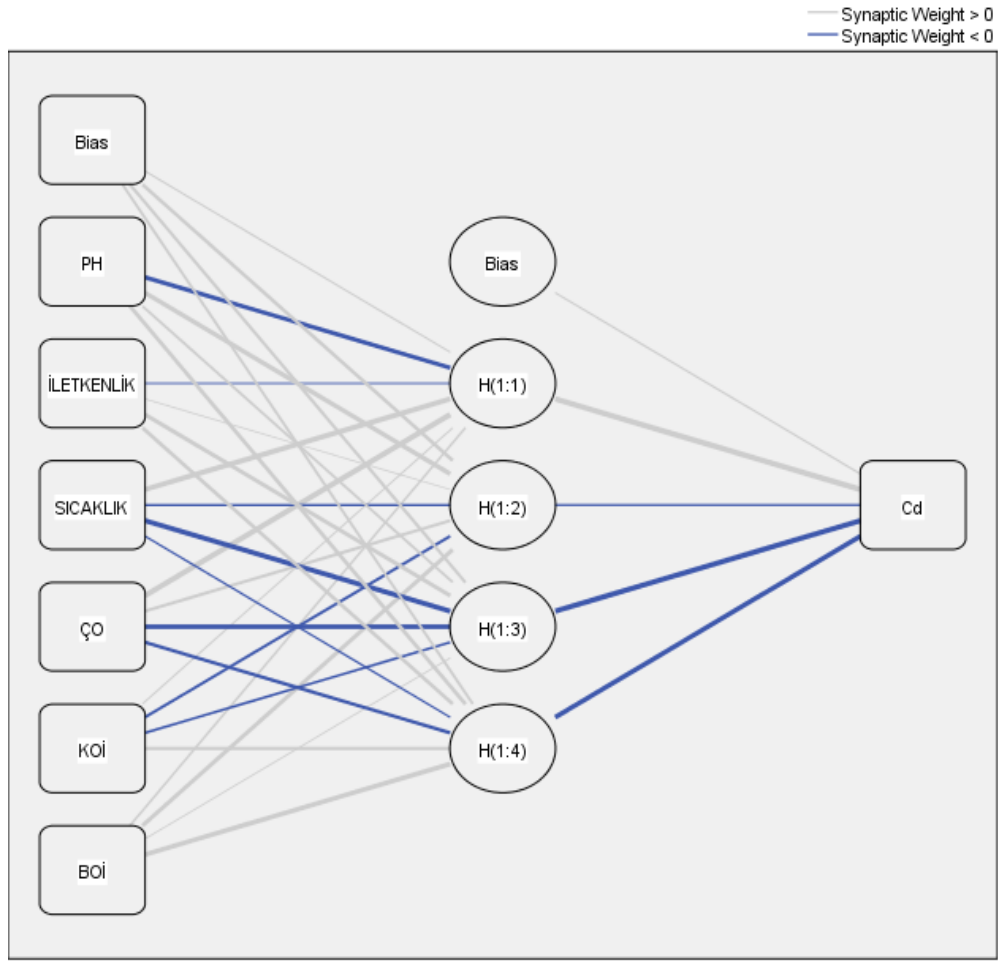 Synaptic Weight > 0
Synaptic Weight < 0
Bias
PH
Bias
İLETKENLİK
H(1:1)
SICAKLIK
H(1:2)
Cd
ÇO
H(1:3)
KOİ
H(1:4)
BOİ